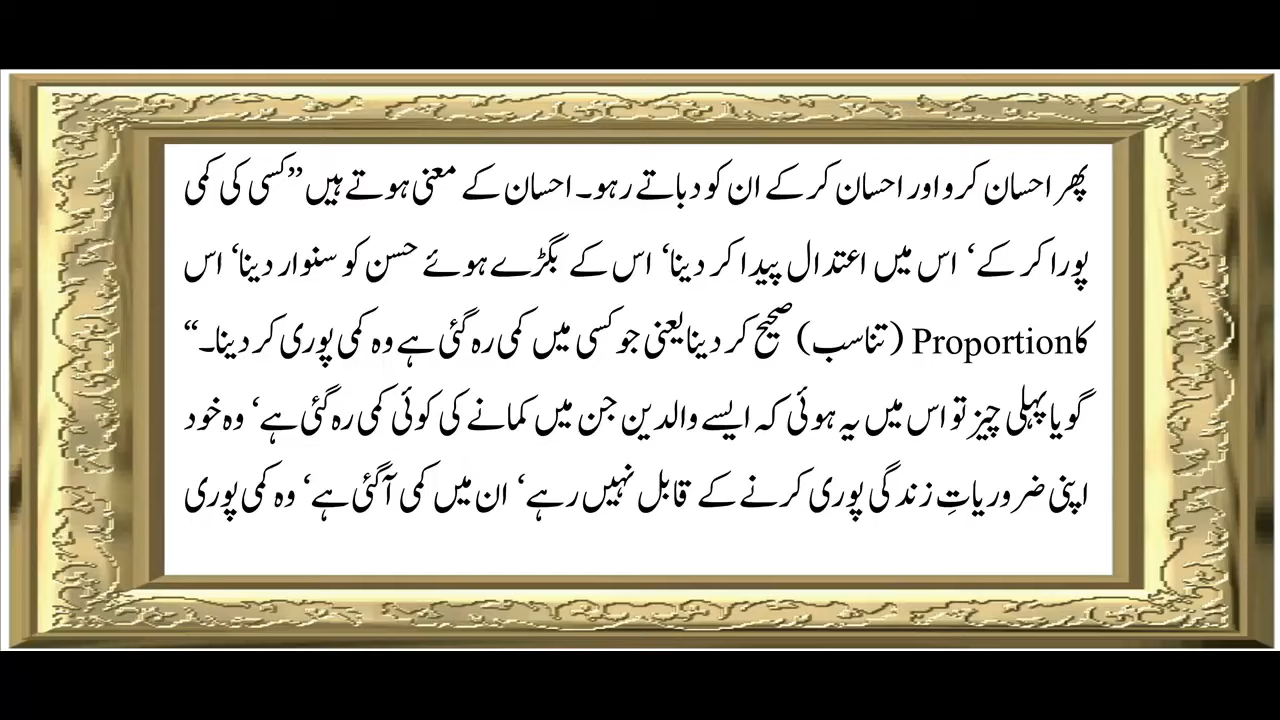 پھر احسان کرو اور احسان کرکے ان کو دباتے رہو۔ احسان کے معنی ہوتے ہیں ”کسی کی کمی
پورا کر کے‘ اس میں اعتدال پیدا کر دینا‘ اس کے بگڑے ہوئے حسن کو سنوار دینا‘ اس
کا Proportion (تناسب) صحیح کر دینا یعنی جو کسی میں کمی رہ گئی ہے وہ کمی پوری کر دینا۔“
گویا پہلی چیز تو اس میں یہ ہوئی کہ ایسے والدین جن میں کمانے کی کوئی کمی رہ گئی ہے‘ وہ خود
اپنی ضروریاتِ زندگی پوری کرنے کے قابل نہیں رہے‘ ان میں کمی آ گئی ہے‘ وہ کمی پوری